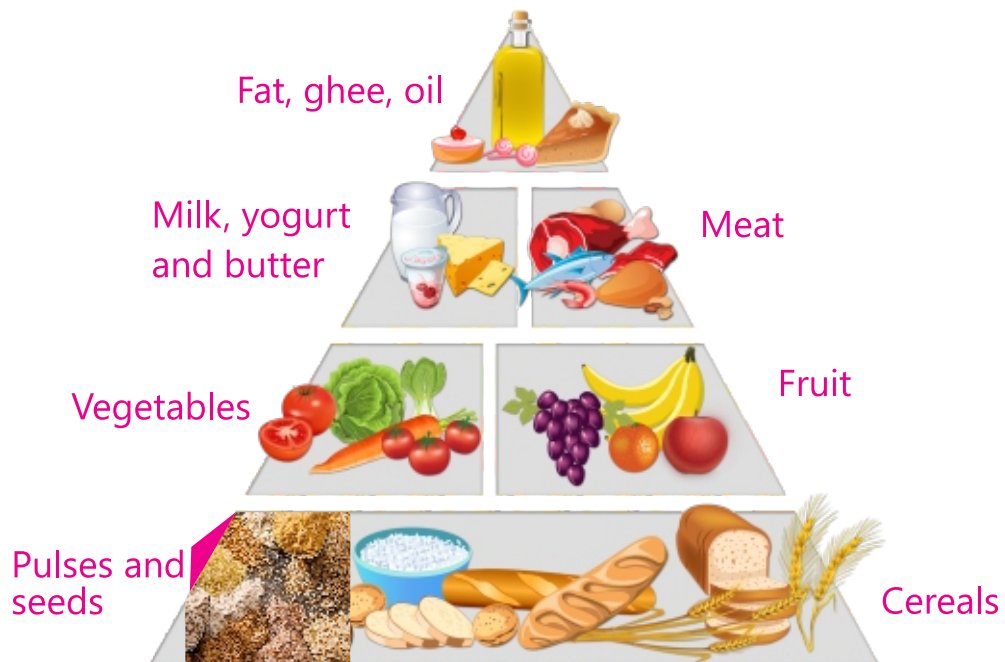 Fat, ghee, oil
Milk, yogurt
and butter
Meat
Vegetables
Fruit
Pulses and
seeds
Cereals